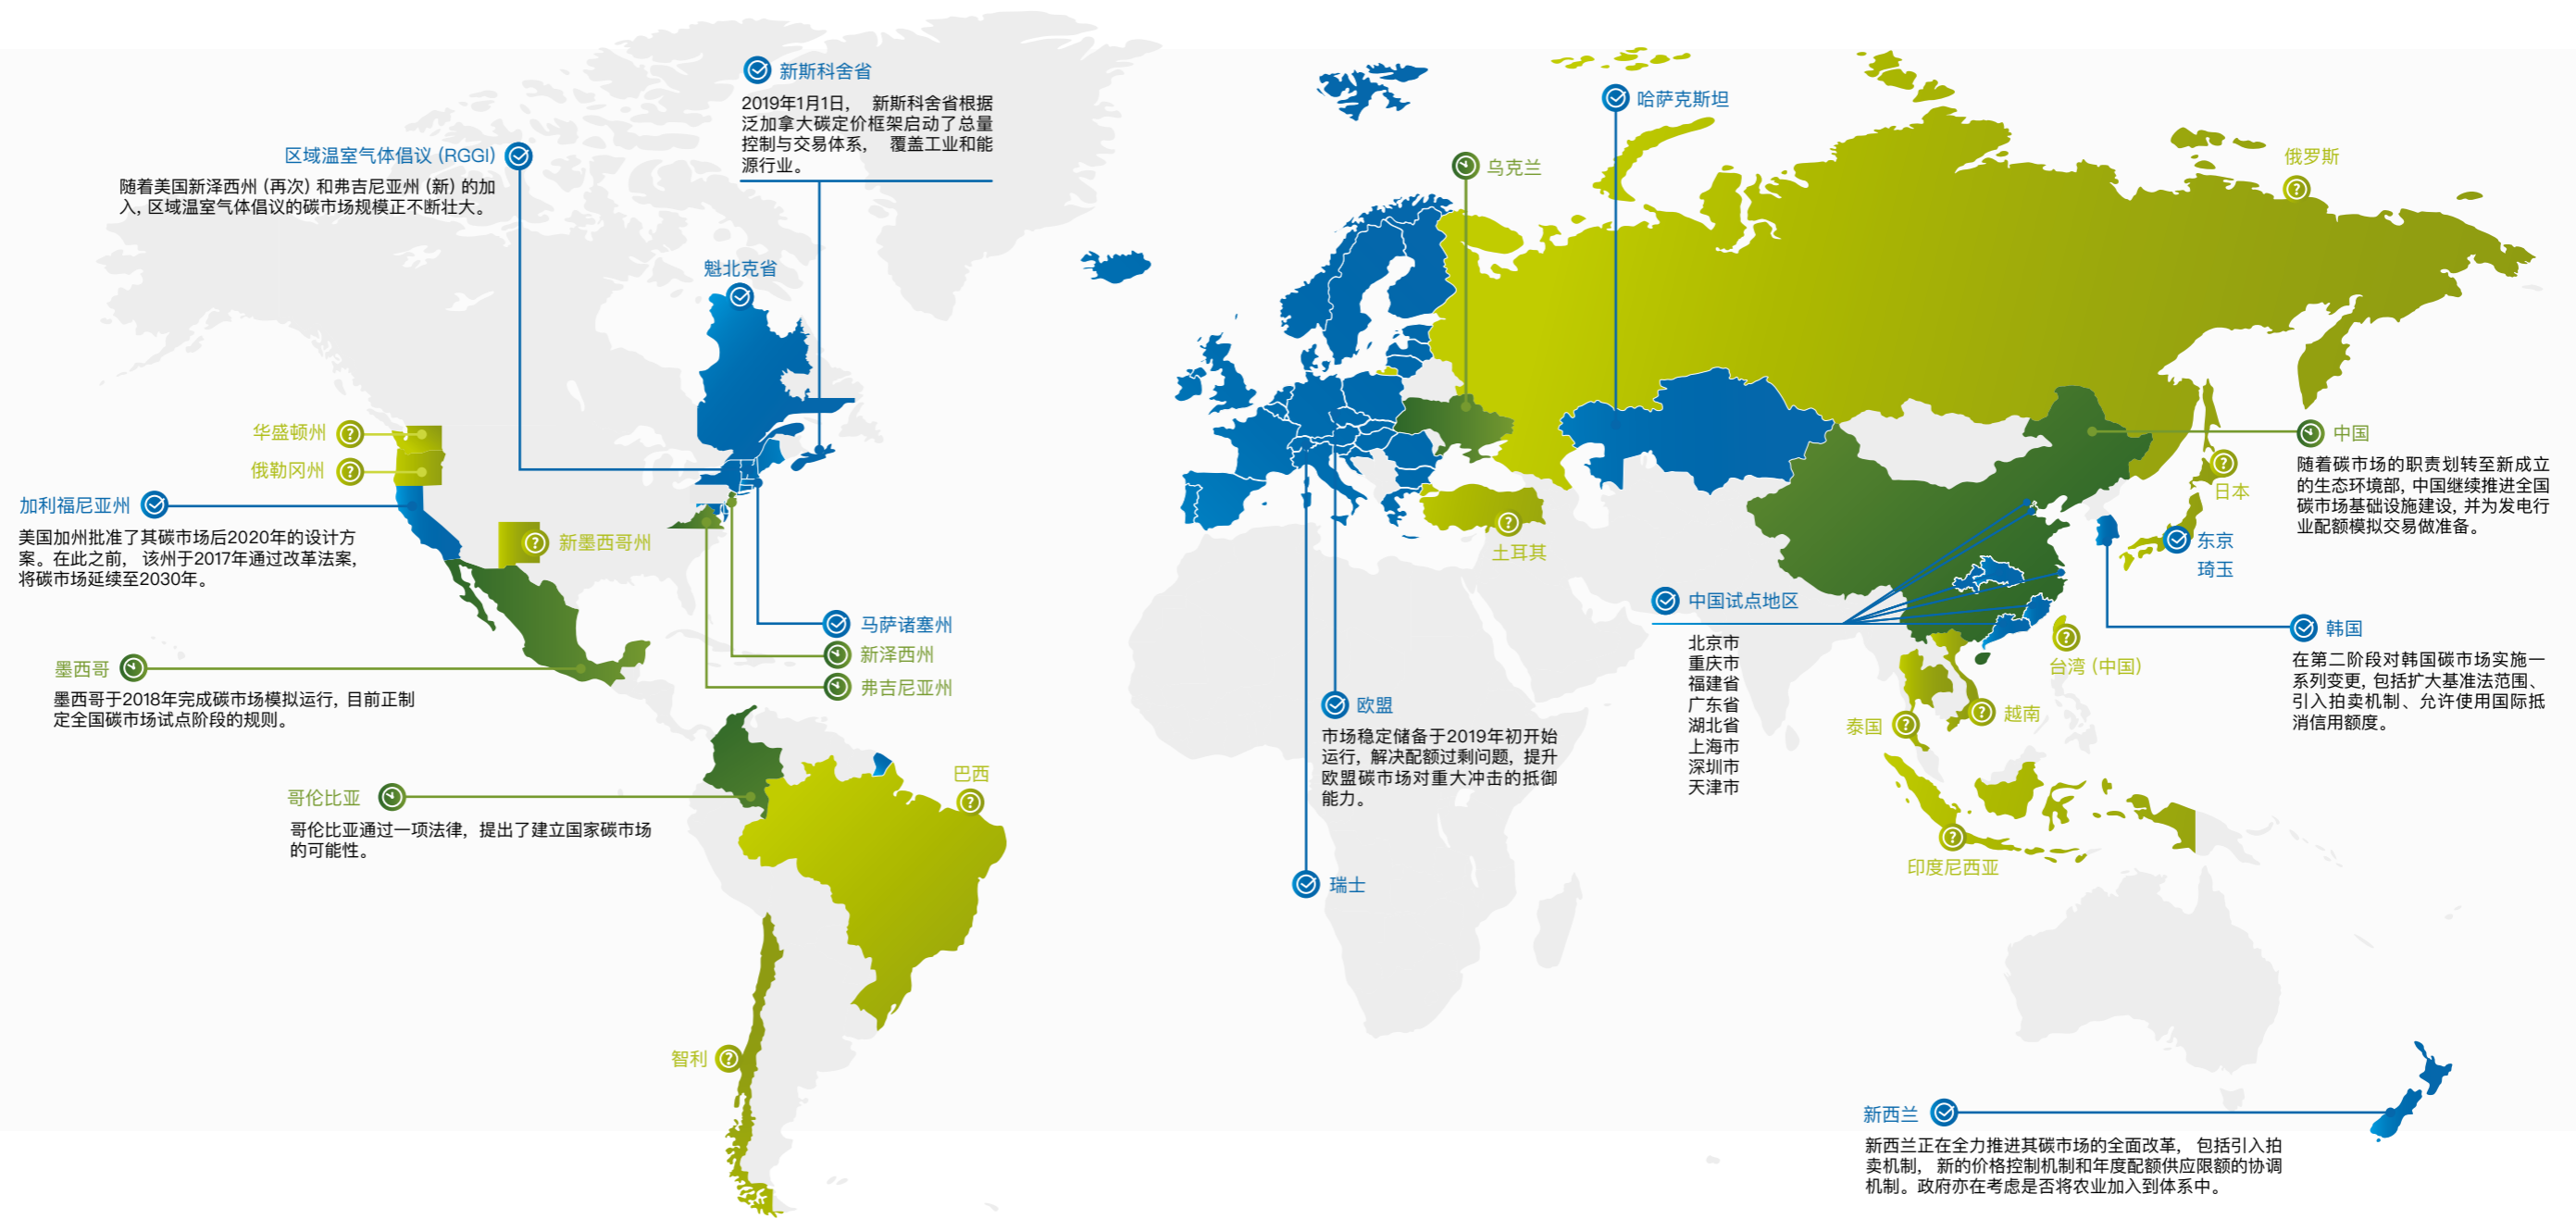 新斯科舍省
2019年1月1日， 新斯科舍省根据
泛加拿大碳定价框架启动了总量
控制与交易体系， 覆盖工业和能
源行业。
区域温室气体倡议 (RGGI)
随着美国新泽西州 (再次) 和弗吉尼亚州 (新) 的加
入, 区域温室气体倡议的碳市场规模正不断壮大。
魁北克省
华盛顿州
俄勒冈州
加利福尼亚州
美国加州批准了其碳市场后2020年的设计方
案。在此之前， 该州于2017年通过改革法案,
将碳市场延续至2030年。
新墨西哥州
墨西哥
墨西哥于2018年完成碳市场模拟运行, 目前正制
定全国碳市场试点阶段的规则。
马萨诸塞州
新泽西州
弗吉尼亚州
哥伦比亚
哥伦比亚通过一项法律, 提出了建立国家碳市场
的可能性。
巴西
智利
哈萨克斯坦
乌克兰
俄罗斯
土耳其
欧盟
市场稳定储备于2019年初开始
运行, 解决配额过剩问题, 提升
欧盟碳市场对重大冲击的抵御
能力。
瑞士
中国
随着碳市场的职责划转至新成立
的生态环境部, 中国继续推进全国
碳市场基础设施建设, 并为发电行
业配额模拟交易做准备。
日本
东京
琦玉
中国试点地区
北京市
重庆市
福建省
广东省
湖北省
上海市
深圳市
天津市
韩国
在第二阶段对韩国碳市场实施一
系列变更, 包括扩大基准法范围、
引入拍卖机制、允许使用国际抵
消信用额度。
台湾 (中国)
泰国
越南
印度尼西亚
新西兰
新西兰正在全力推进其碳市场的全面改革， 包括引入拍
卖机制， 新的价格控制机制和年度配额供应限额的协调
机制。政府亦在考虑是否将农业加入到体系中。